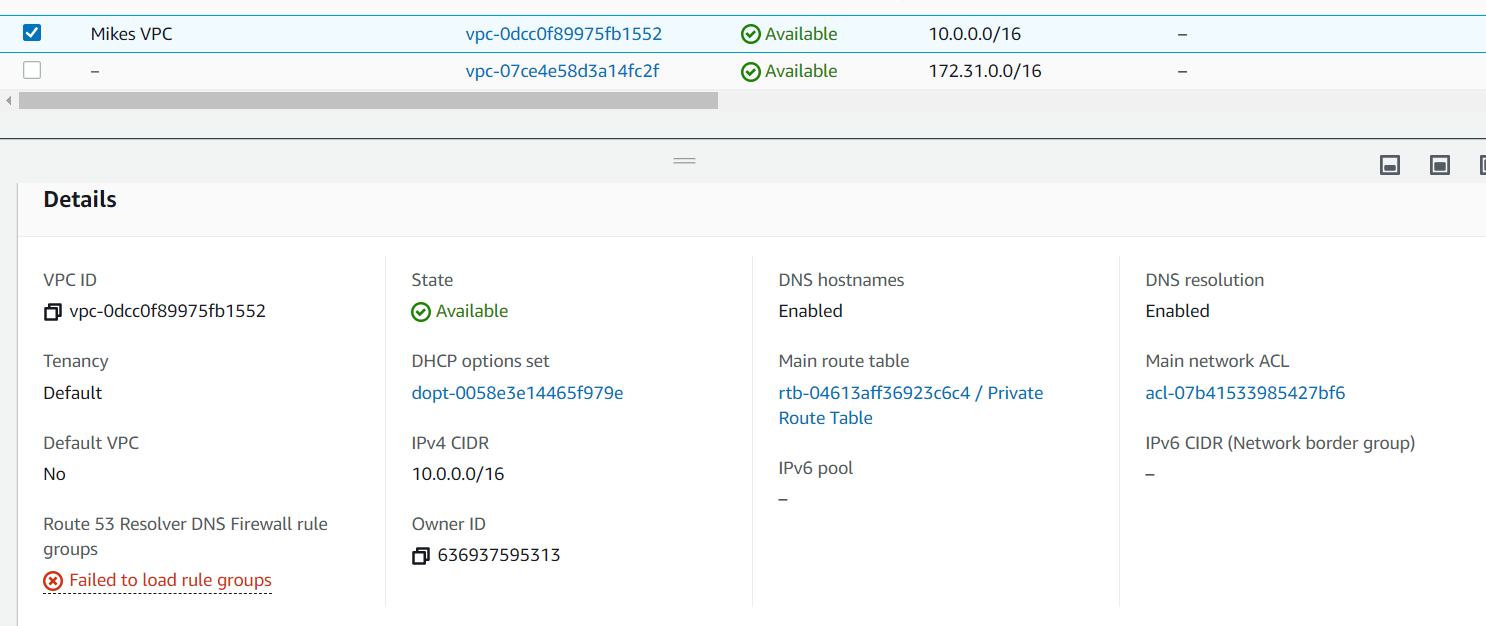 Mikes VPC vpc-0dcc0f89975fb1552 Available 10.0.0.0/16 –
– vpc-07ce4e58d3a14fc2f Available 172.31.0.0/16 –
Details
VPC ID
vpc-0dcc0f89975fb1552
State
Available
DNS hostnames
Enabled
DNS resolution
Enabled
Tenancy
Default
DHCP options set
dopt-0058e3e14465f979e
Main route table
rtb-04613aff36923c6c4 / Private
Route Table
Main network ACL
acl-07b41533985427bf6
Default VPC
No
IPv4 CIDR
10.0.0.0/16
IPv6 pool
–
IPv6 CIDR (Network border group)
–
Route 53 Resolver DNS Firewall rule
groups
Failed to load rule groups
Owner ID
636937595313